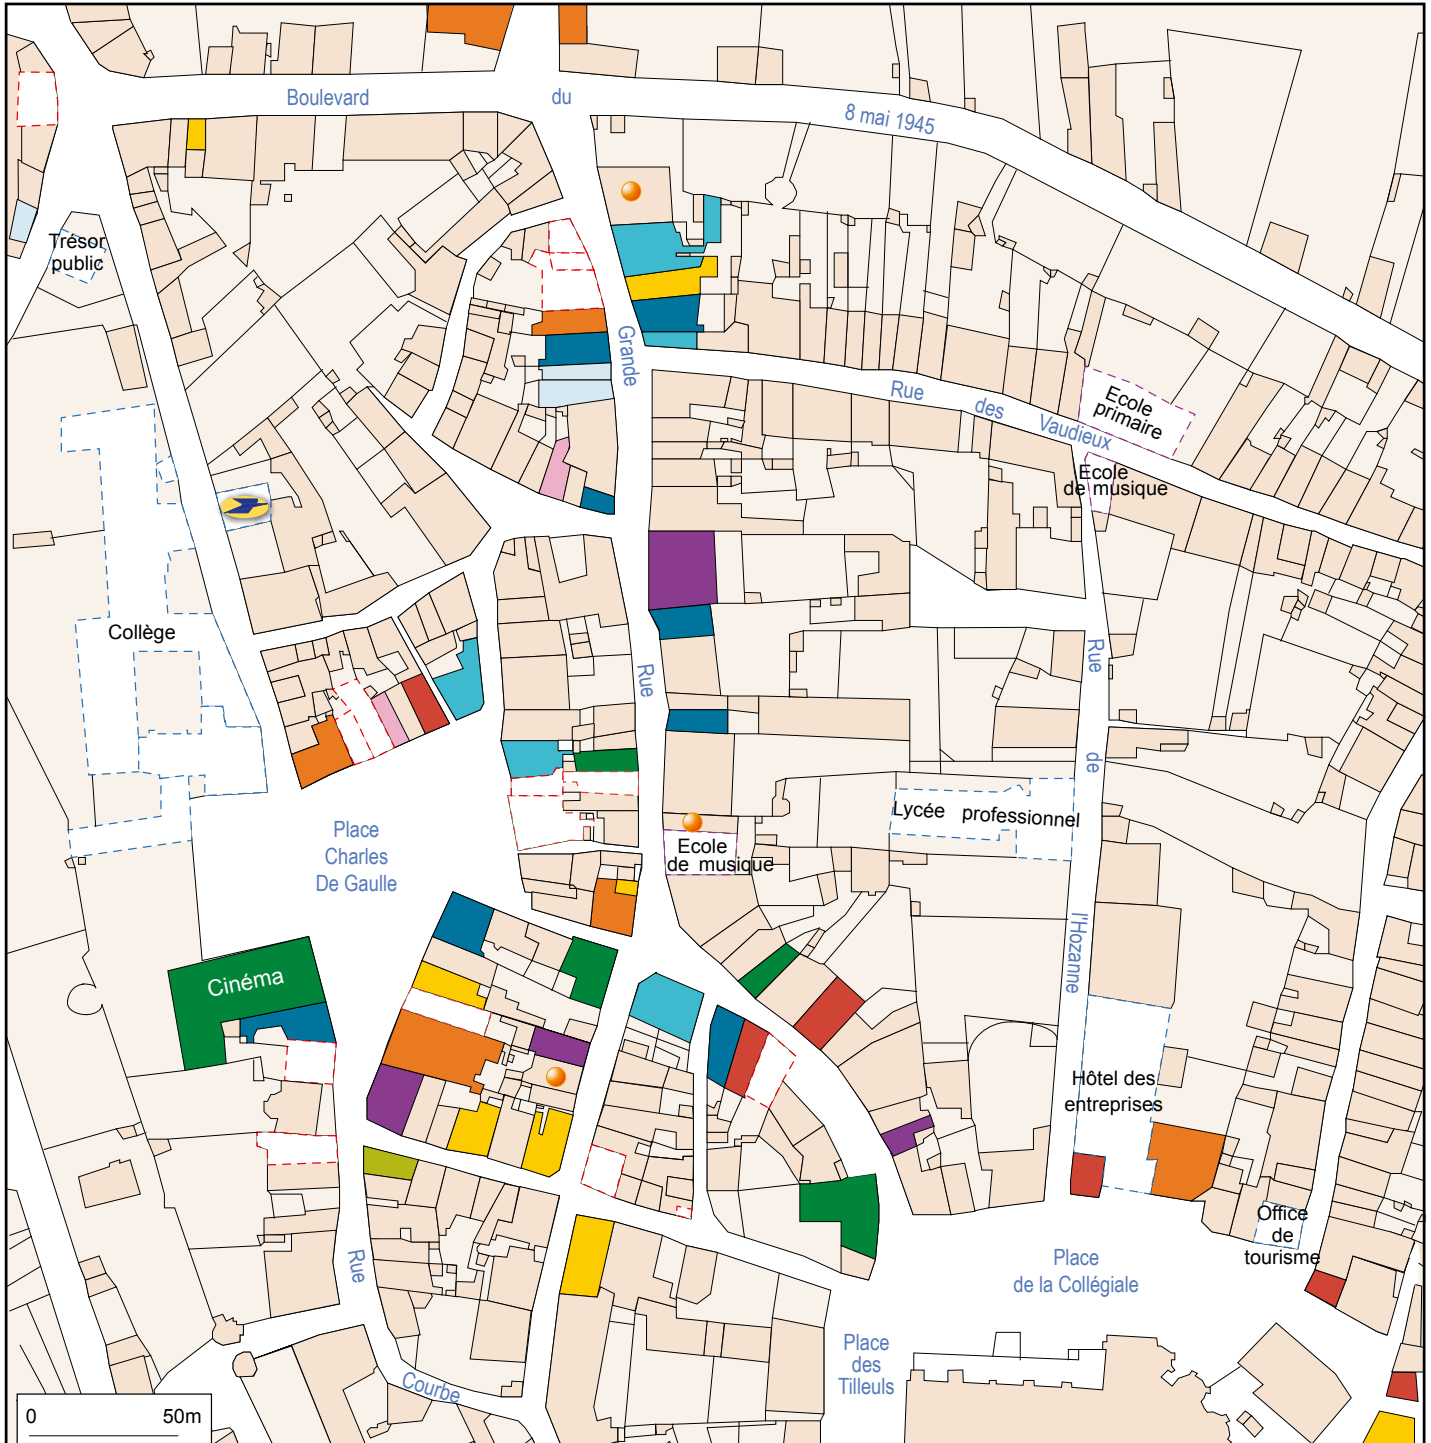 Boulevard
du
8 mai 1945
Trésor
public
Grande
Rue
des
Vaudieux
Ecole
primaire
Ecole
de musique
Collège
Rue
Rue
de
l'Hozanne
Lycée professionnel
Place
Charles
De Gaulle
Ecole
de musique
Cinéma
Hôtel des
entreprises
Office
de
tourisme
Place
de la Collégiale
Rue
Courbe
Place
des
Tilleuls
0
50m